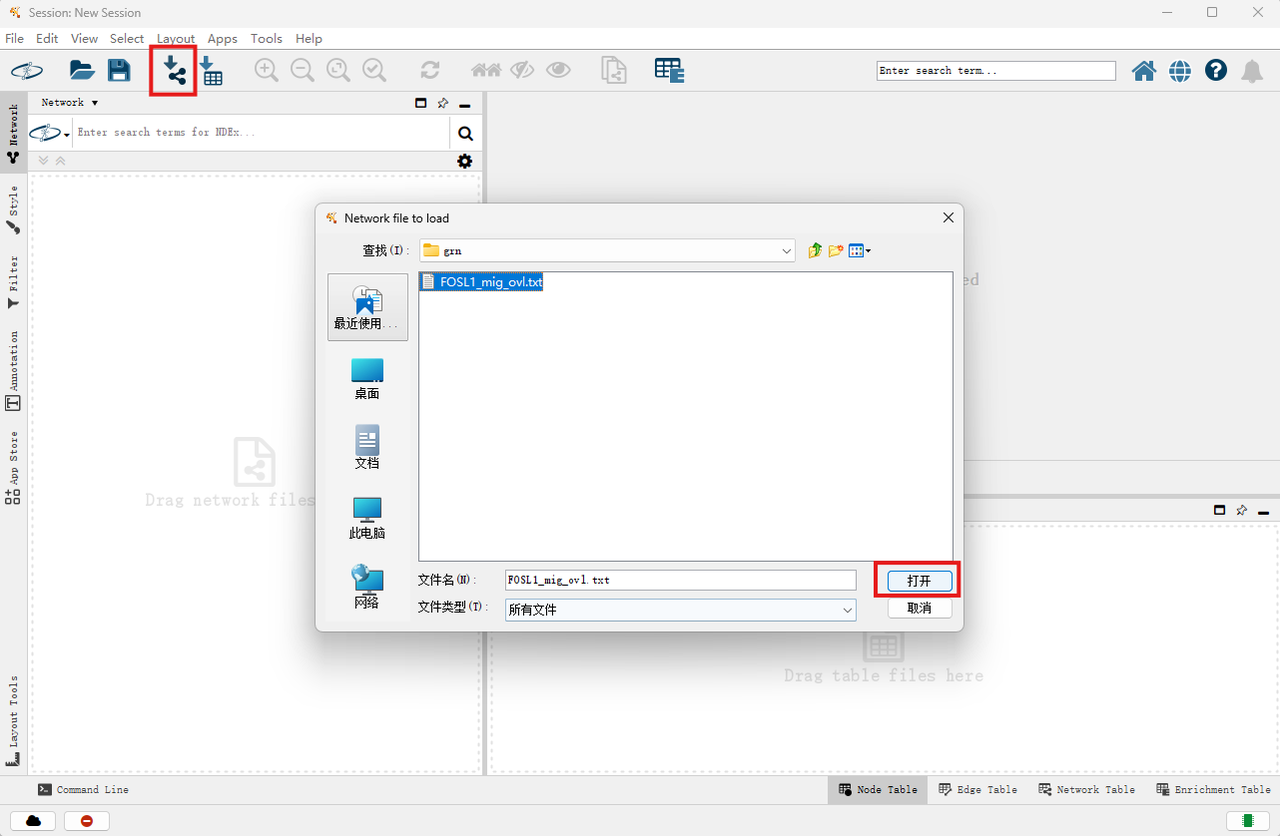 Session: New Session
File Edit View Select Layout Apps Tools Help
Enter search term...
Network
Enter search terms for NDEx...
Network
Style
Filter
Annotation
App Store
Layout Tools
Drag network files
ed
Network file to load
查找(I):
grn
FOSL1_mig_ovl.txt
最近使用...
桌面
文档
此电脑
网络
文件名(N):
FOSL1_mig_ovl.txt
打开
文件类型(T):
所有文件
取消
Drag table files here
Command Line
Node Table
Edge Table
Network Table
Enrichment Table